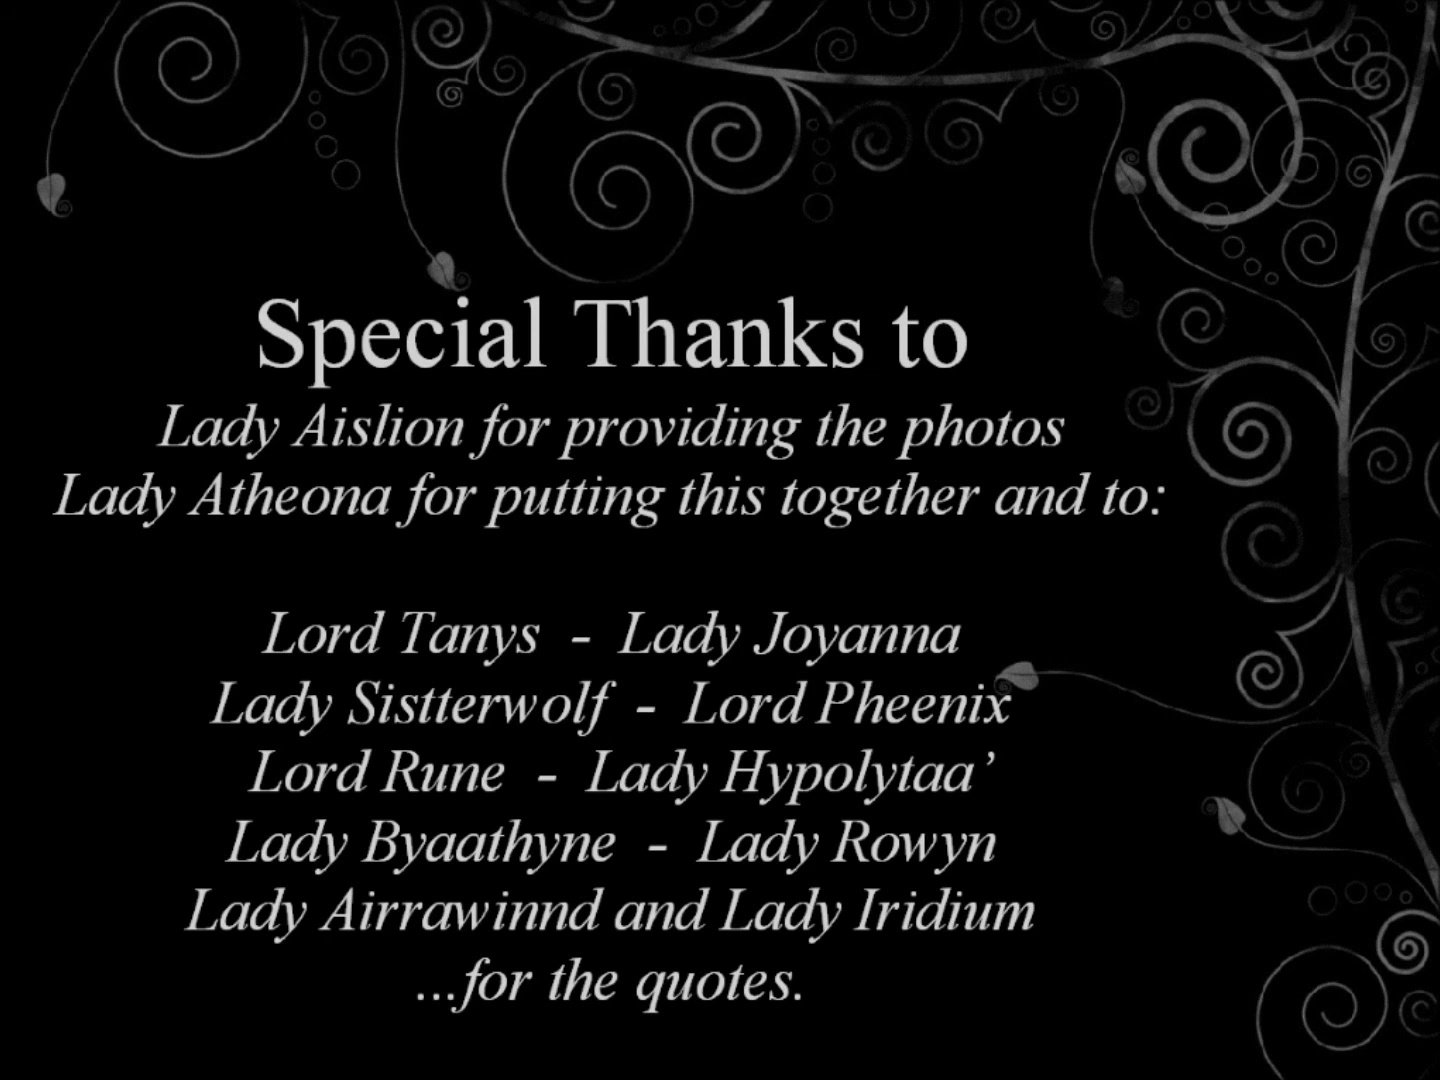 Special Thanks to
Lady Aislion for providing the photos
Lady Atheona for putting this together and to:
Lord Tanys - Lady Joyanna
Lady Sistterwolf - Lord Pheenix
Lord Rune - Lady Hypolytaa’
Lady Byaathyne - Lady Rowyn
Lady Airrawinnd and Lady Iridium
...for the quotes.